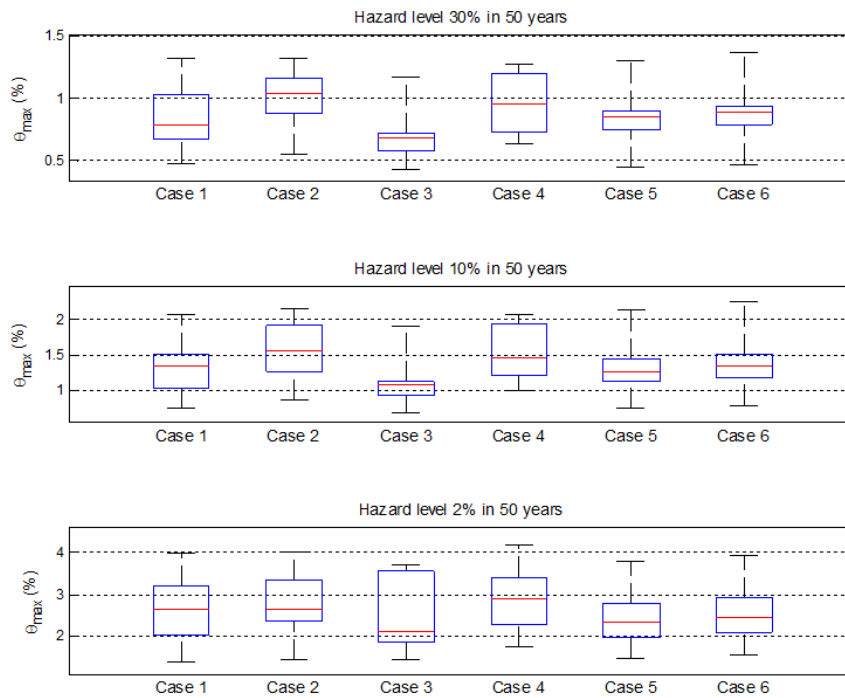 Hazard level 30% in 50 years
1.5
1
0.5
θmax (%)
Case 1 Case 2 Case 3 Case 4 Case 5 Case 6
Hazard level 10% in 50 years
2
1.5
1
θmax (%)
Case 1 Case 2 Case 3 Case 4 Case 5 Case 6
Hazard level 2% in 50 years
4
3
2
θmax (%)
Case 1 Case 2 Case 3 Case 4 Case 5 Case 6